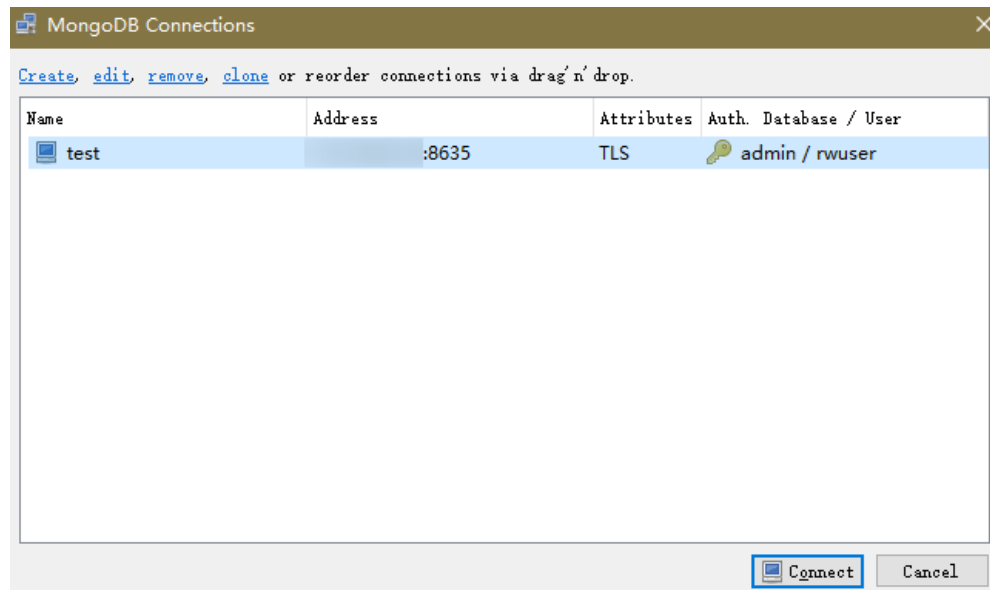 MongoDB Connections
Create, edit, remove, clone or reorder connections via drag'n'drop.
Name Address Attributes Auth. Database / User
test :8635 TLS admin / rwuser
Connect Cancel